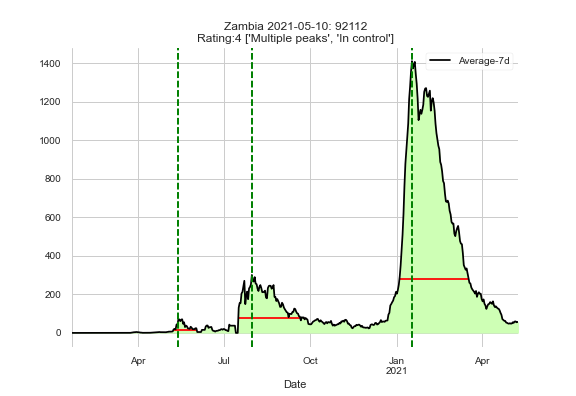 Zambia 2021-05-10: 92112
Rating:4 ['Multiple peaks', 'In control']
Average-7d
1400
1200
1000
800
600
400
200
0
Apr
Jul
Oct
Jan
2021
Apr
Date